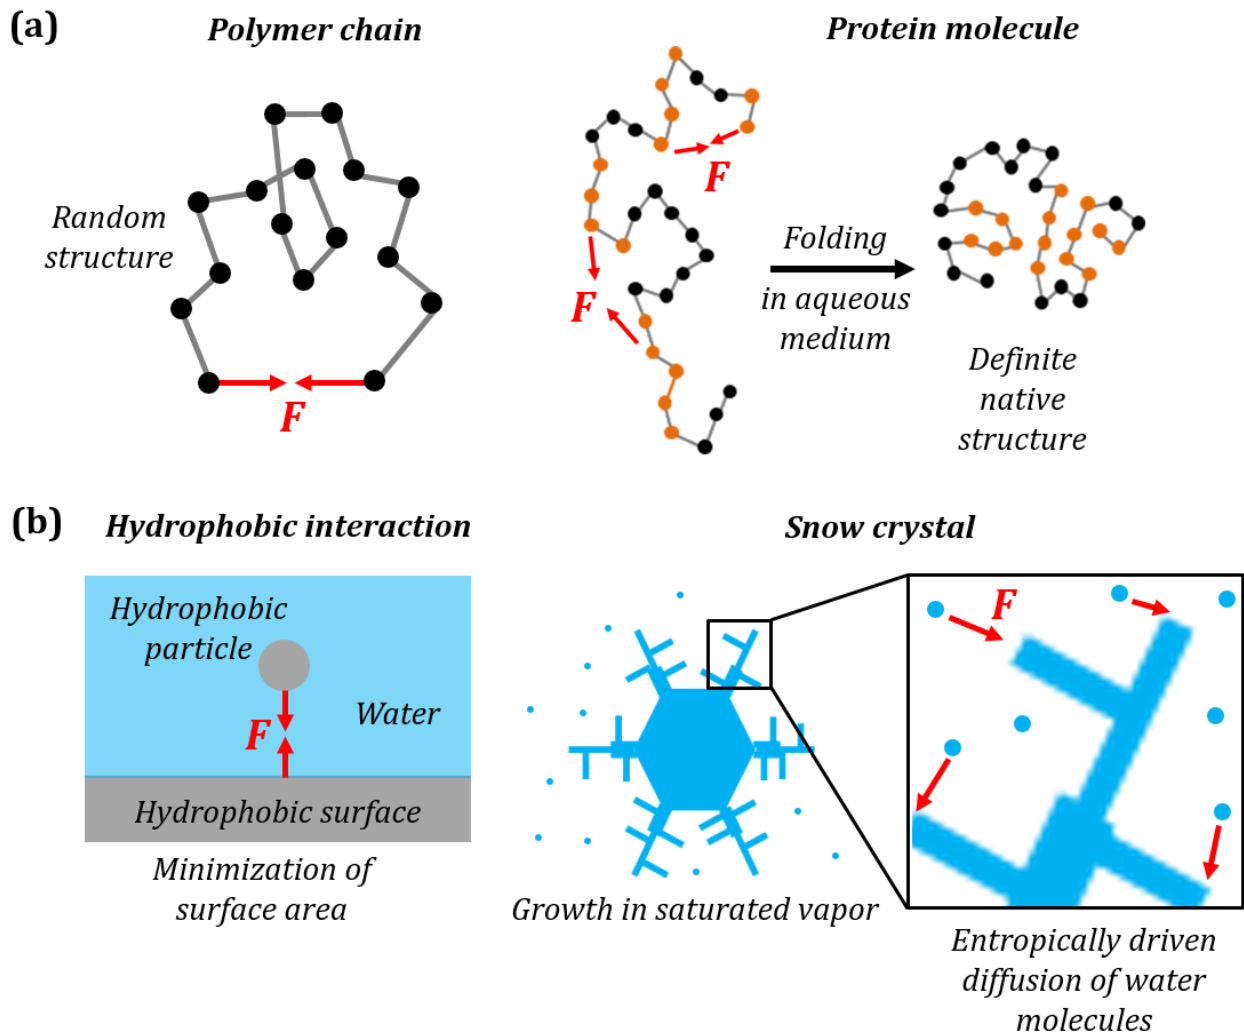 (a)
Polymer chain
Protein molecule
Random
structure
F
F
F
Folding
in aqueous
medium
Definite
native
structure
(b)
Hydrophobic interaction
Snow crystal
Hydrophobic
particle
Water
F
Hydrophobic surface
Minimization of
surface area
Growth in saturated vapor
F
Entropically driven
diffusion of water
molecules